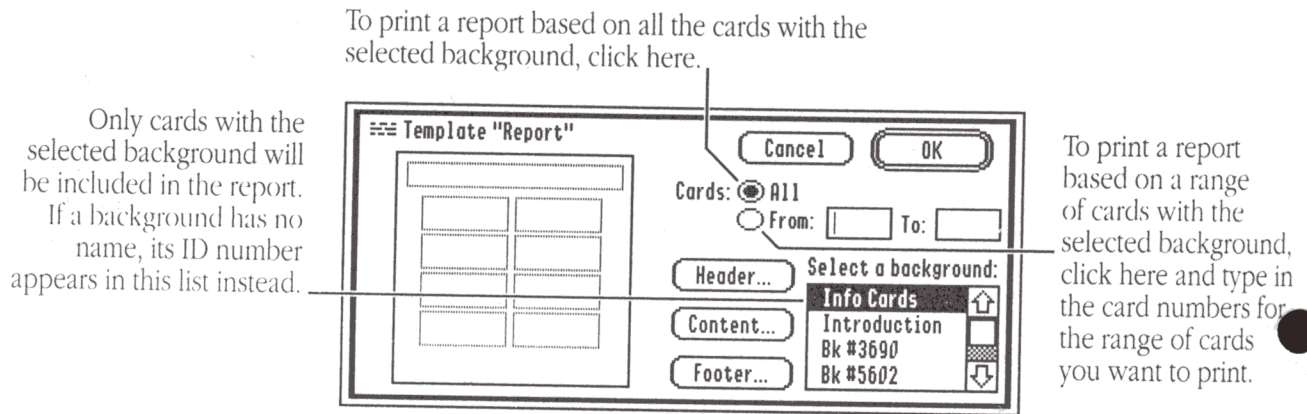 To print a report based on all the cards with the
selected background, click here.
Only cards with the
selected background will
be included in the report.
If a background has no
name, its ID number
appears in this list instead.
Template "Report"
Cancel
OK
Cards: All
From: To:
Header...
Content...
Footer...
Select a background:
Info Cards
Introduction
Bk #3690
Bk #5602
To print a report
based on a range
of cards with the
selected background,
click here and type in
the card numbers for
the range of cards
you want to print.